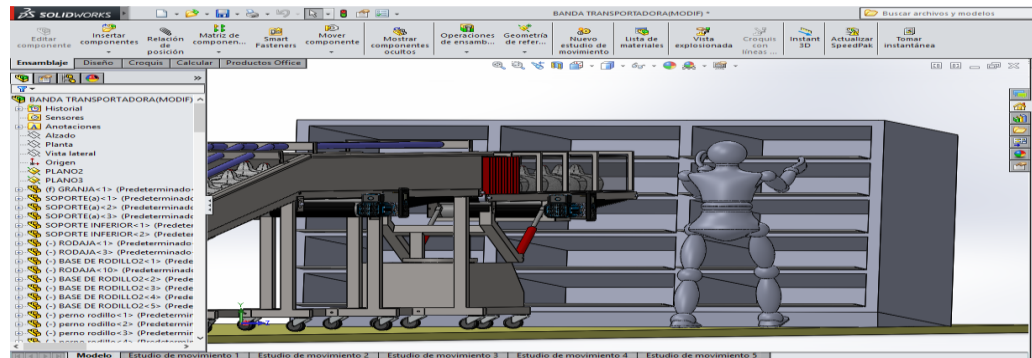 SOLIDWORKS
BANDA TRANSPORTADORA(MODIF) *
Buscar archivos y modelos
Editar componente
Insertar componentes
Relación de posición
Matriz de componen...
Smart Fasteners
Mover componente
Mostrar componentes ocultos
Operaciones de ensamb...
Geometría de refer...
Nuevo estudio de movimiento
Lista de materiales
Vista explosionada
Croquis con líneas ...
Instant 3D
Actualizar SpeedPak
Tomar instantánea
Ensamblaje Diseño Croquis Calcular Productos Office
BANDA TRANSPORTADORA(MODIF)
Historial
Sensores
Anotaciones
Alzado
Planta
Vista lateral
Origen
PLANO2
PLANO3
(f) GRANJA<1> (Predeterminado
SOPORTE(a)<1> (Predeterminado
SOPORTE(a)<2> (Predeterminado
SOPORTE(a)<3> (Predeterminado
SOPORTE INFERIOR<1> (Predeter
SOPORTE INFERIOR<2> (Predeter
(-) RODAJA<1> (Predeterminado
(-) RODAJA<3> (Predeterminado
(-) BASE DE RODILLO2<1> (Prede
(-) RODAJA<10> (Predeterminad
(-) BASE DE RODILLO2<2> (Prede
(-) BASE DE RODILLO2<3> (Prede
(-) BASE DE RODILLO2<4> (Prede
(-) BASE DE RODILLO2<5> (Prede
(-) perno rodillo<1> (Predetermir
(-) perno rodillo<2> (Predetermir
(-) perno rodillo<3> (Predetermir
Modelo Estudio de movimiento 1 Estudio de movimiento 2 Estudio de movimiento 3 Estudio de movimiento 4 Estudio de movimiento 5